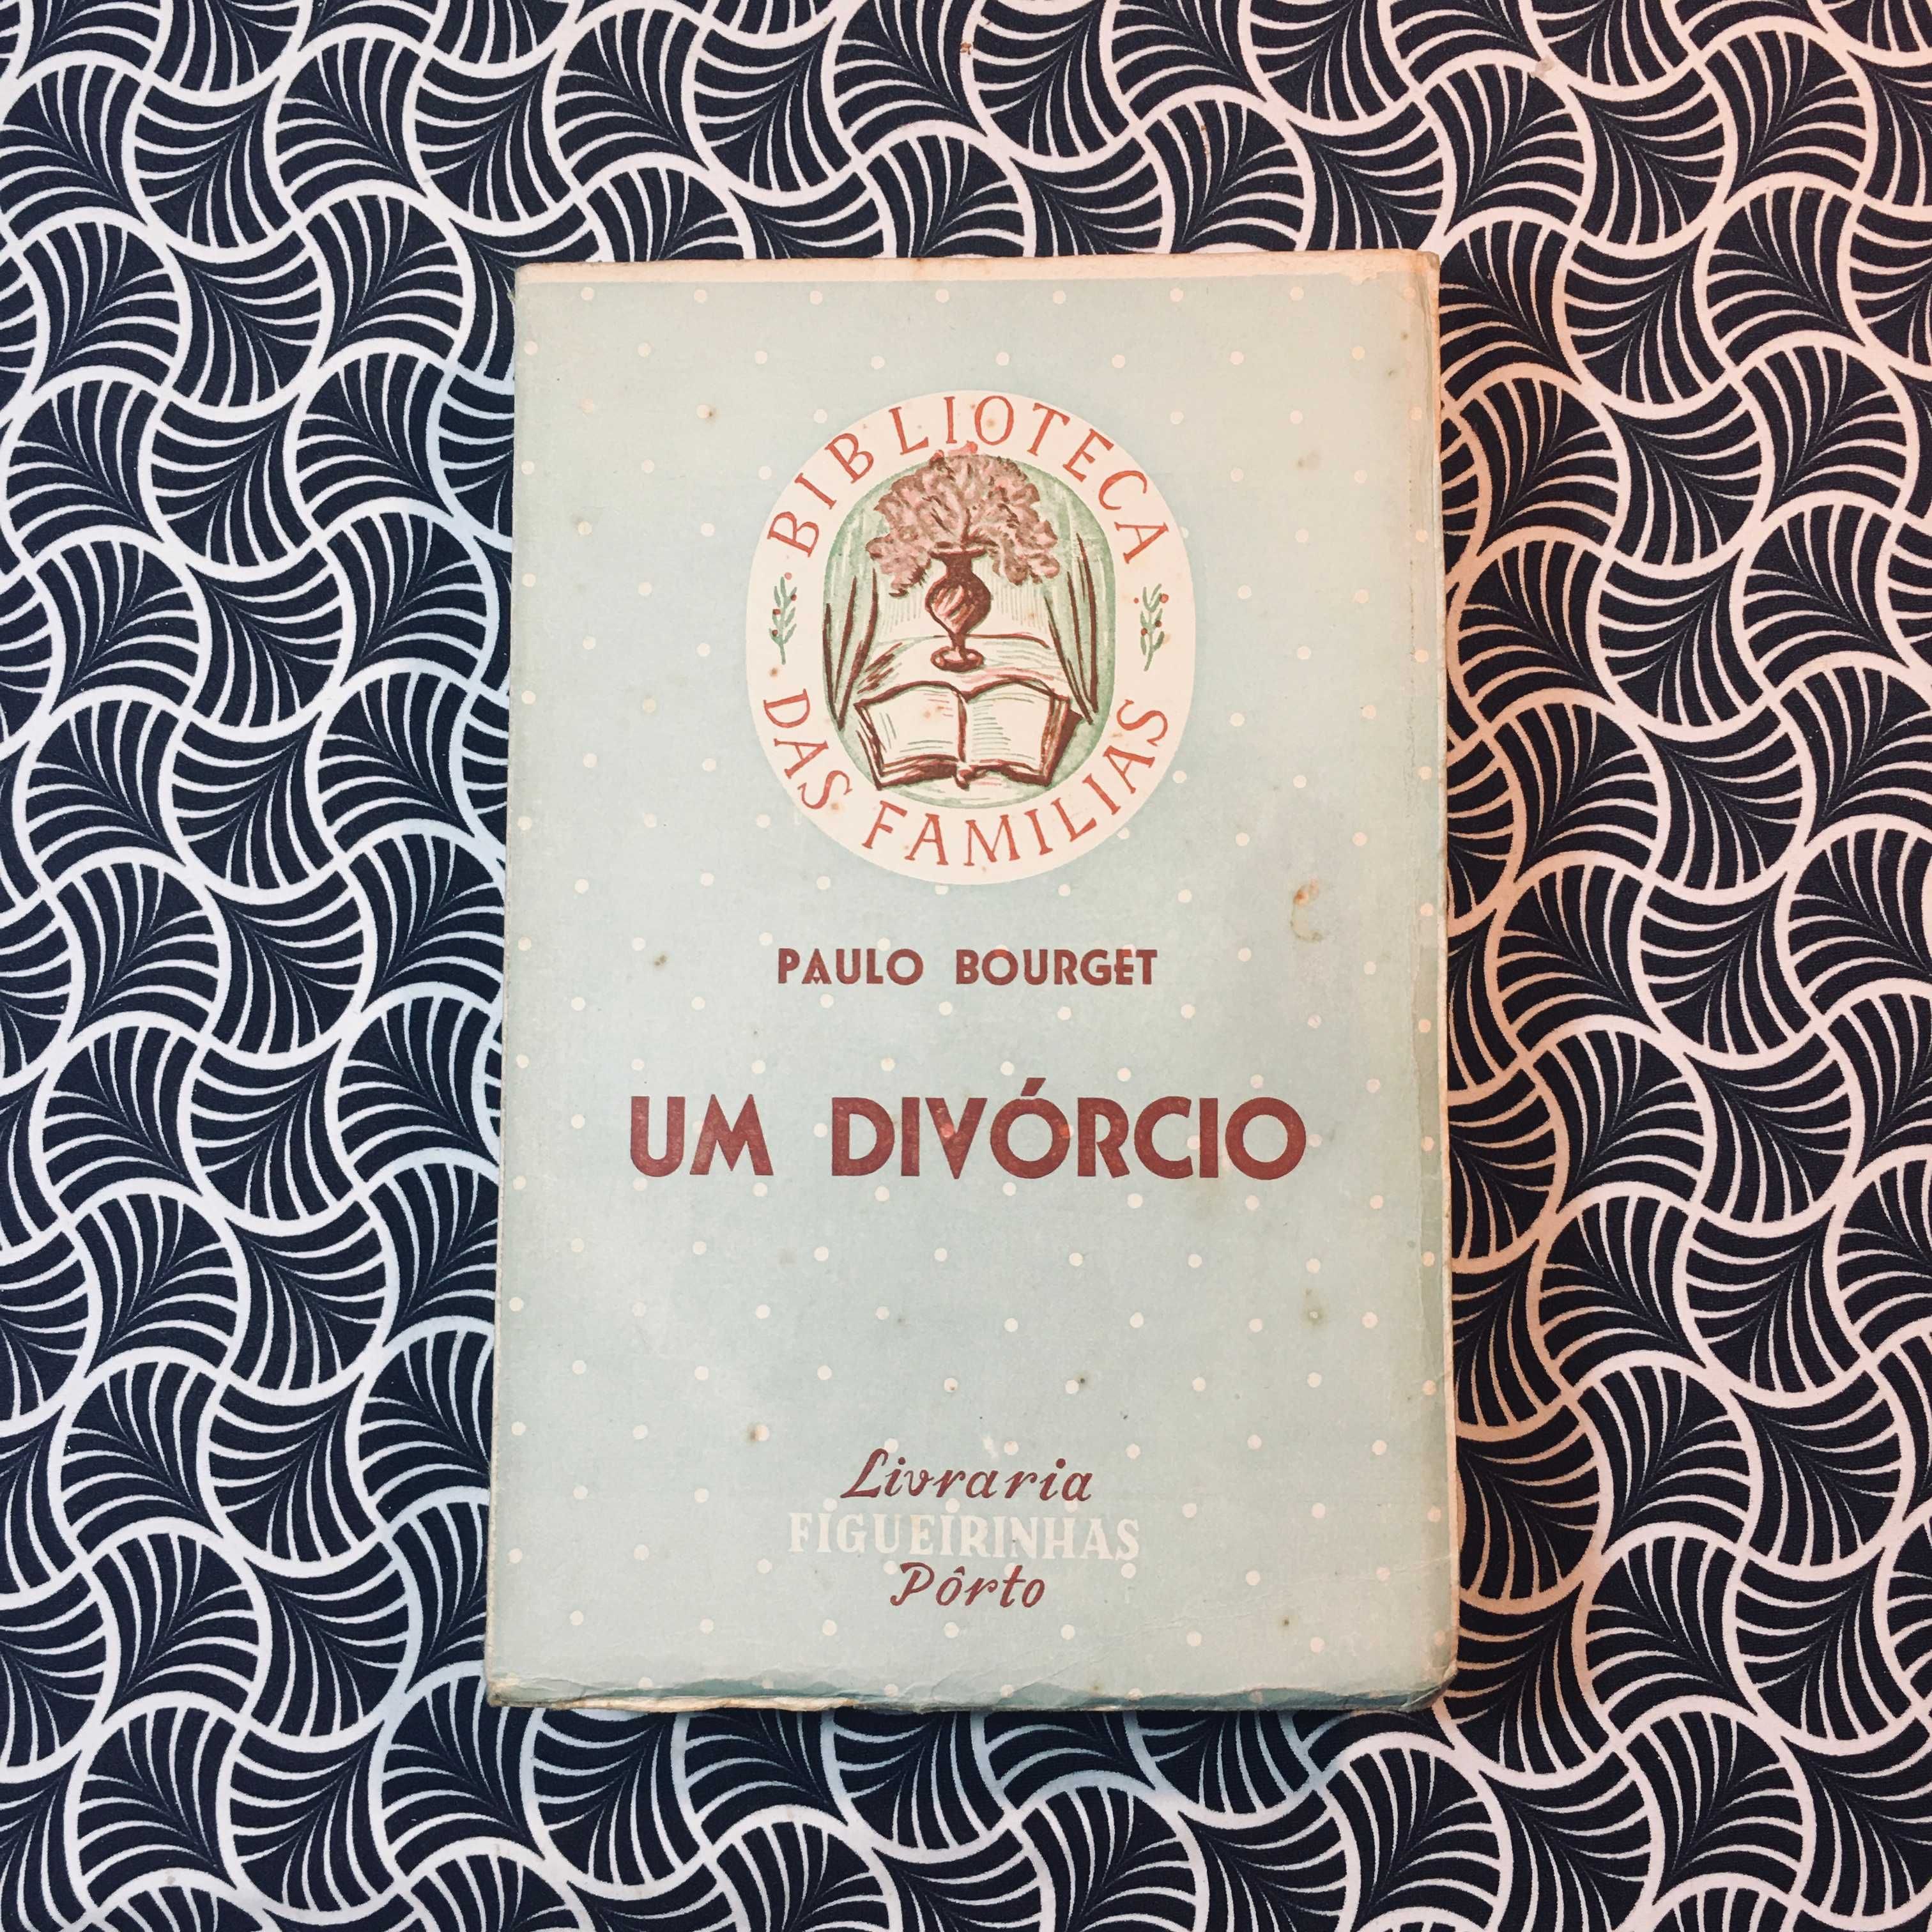 BIBLIOTECA
DAS FAMILIAS
PAULO BOURGET
UM DIVÓRCIO
Livraria
FIGUEIRINHAS
Pôrto